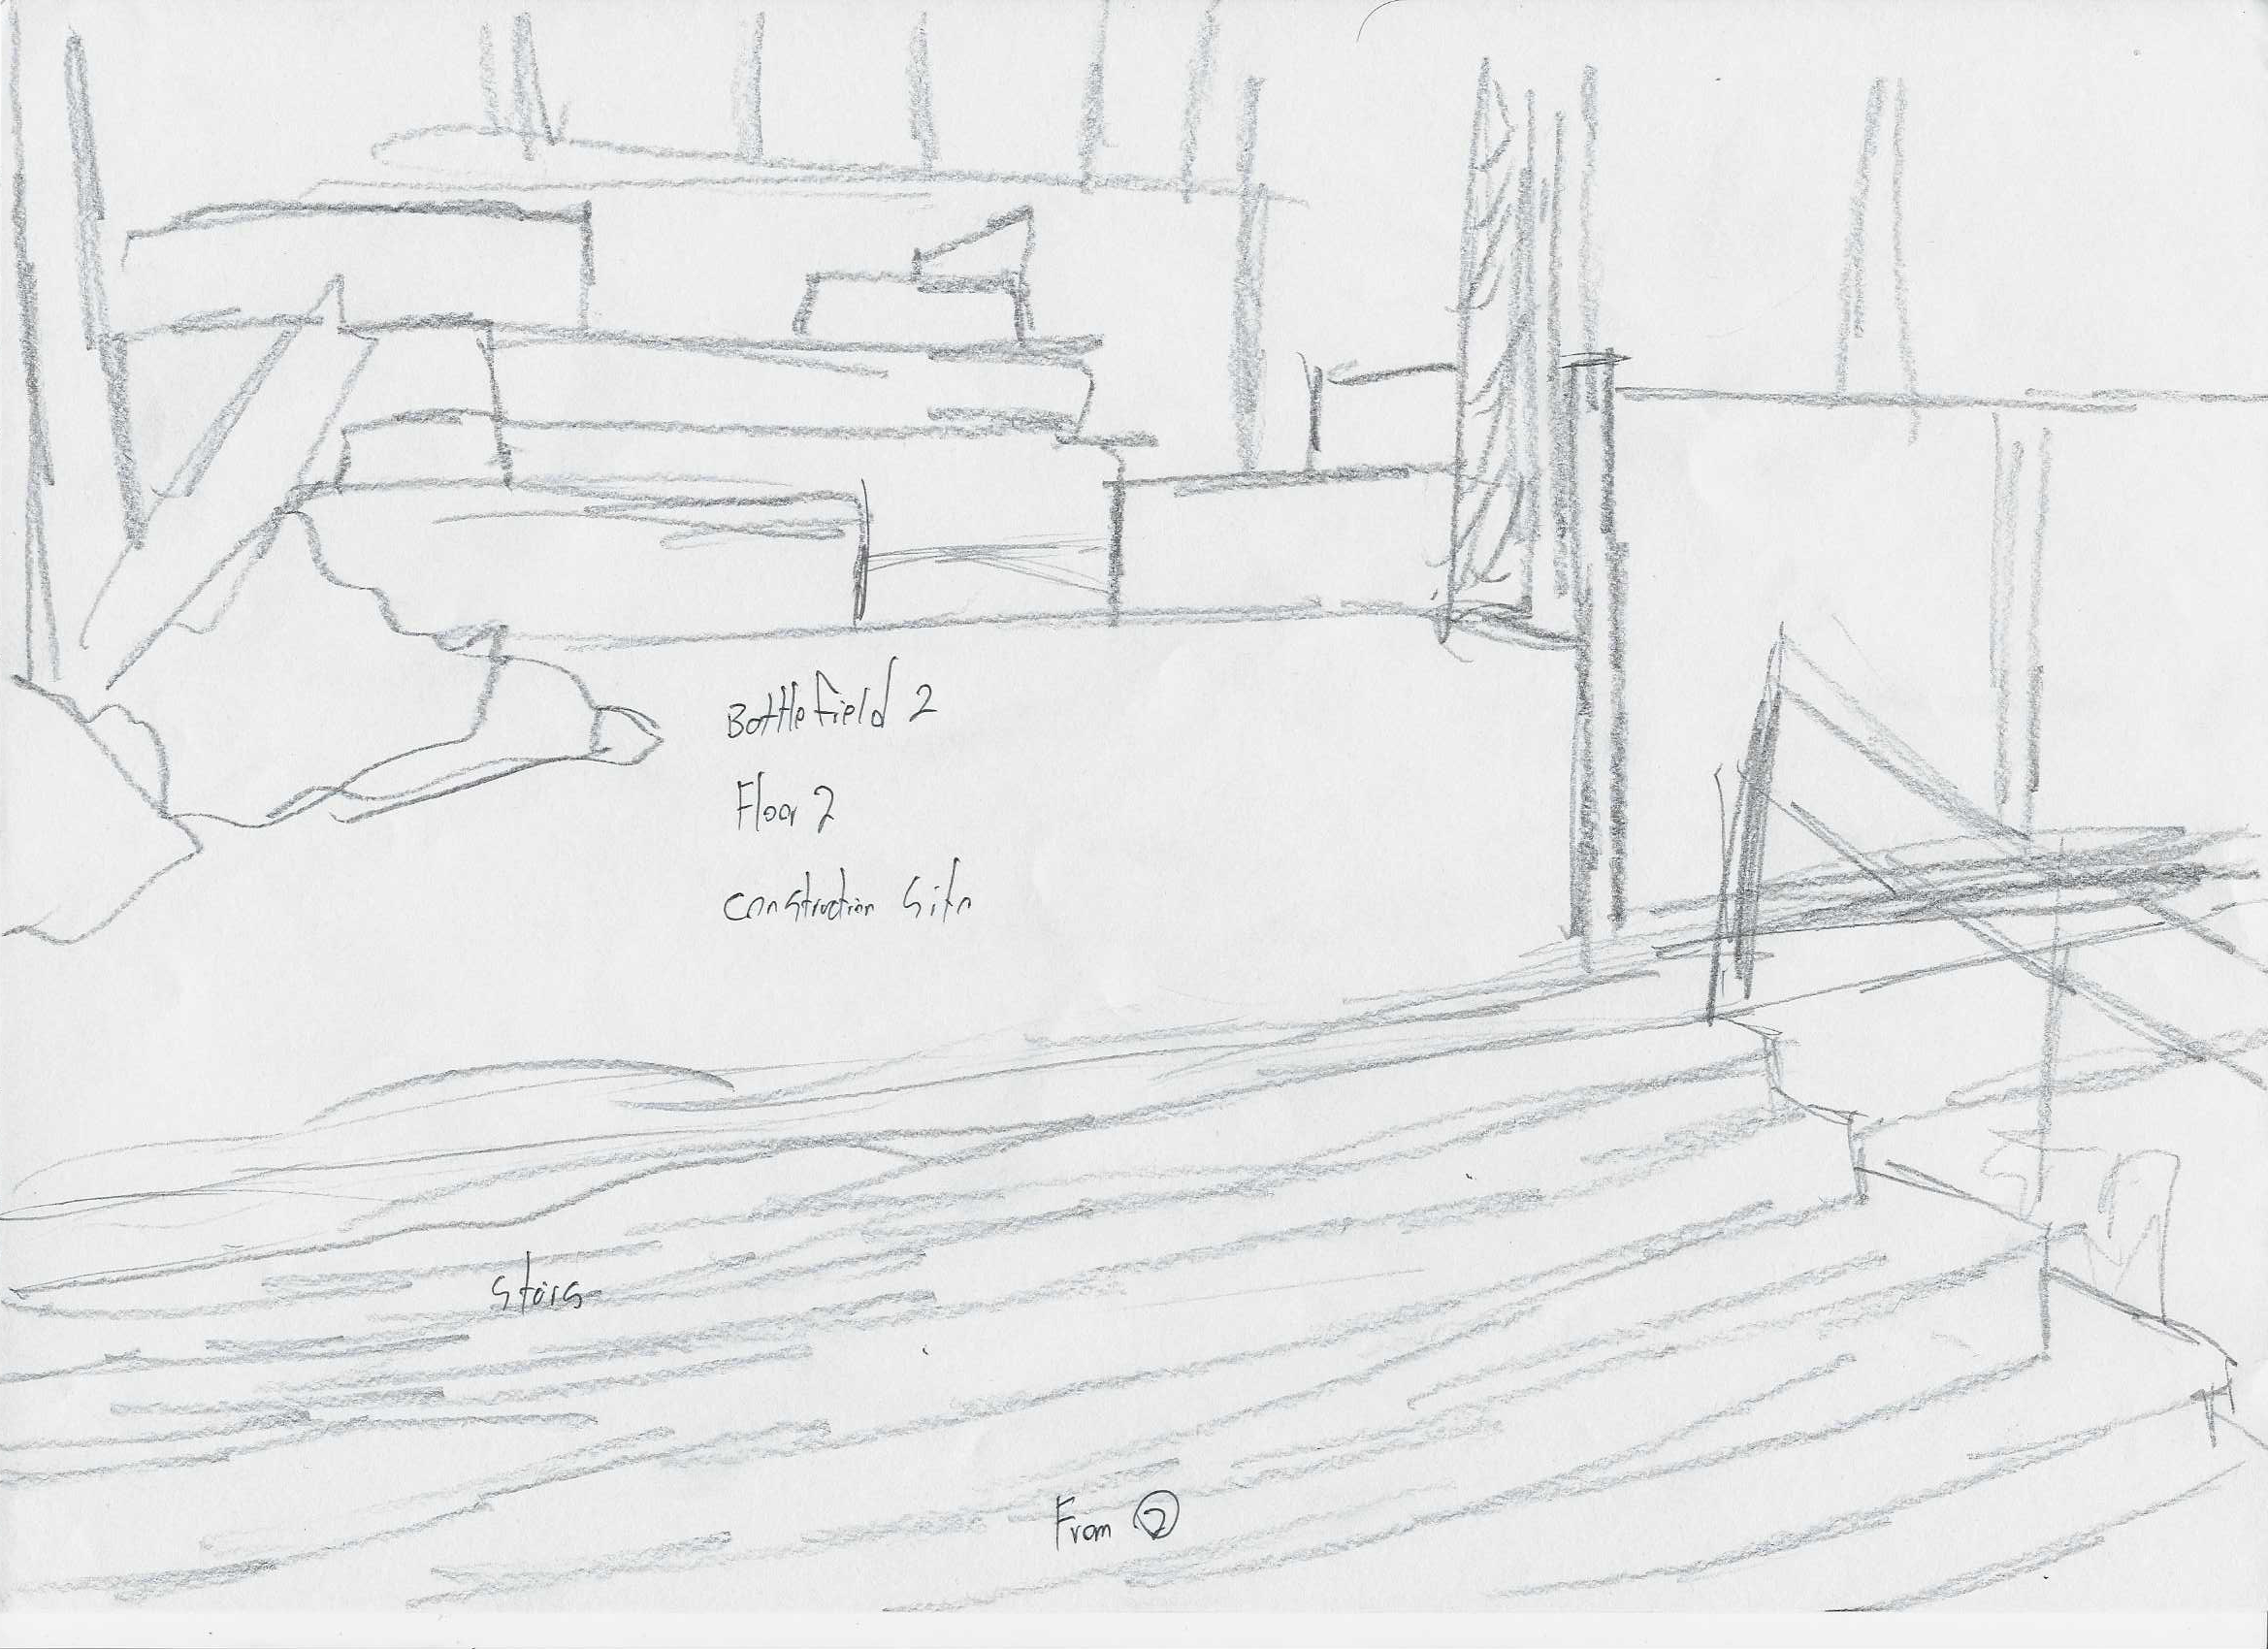 Battlefield 2
Floor 2
construction site
stairs
From ②